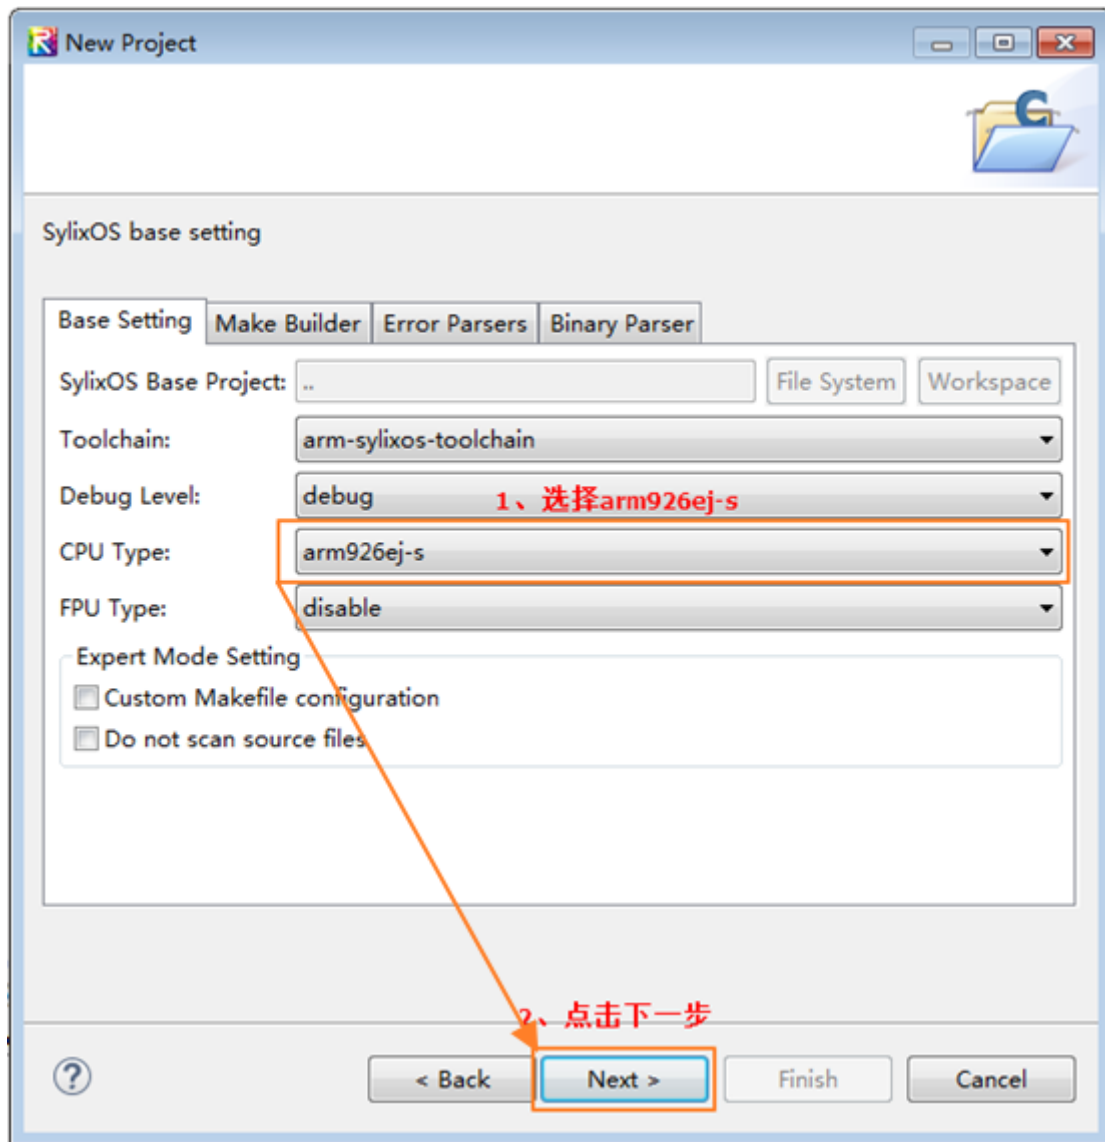 New Project
SylixOS base setting
Base Setting Make Builder Error Parsers Binary Parser
SylixOS Base Project: .. File System Workspace
Toolchain: arm-sylixos-toolchain
Debug Level: debug 1、选择arm926ej-s
CPU Type: arm926ej-s
FPU Type: disable
Expert Mode Setting
Custom Makefile configuration
Do not scan source files
2、点击下一步
< Back Next > Finish Cancel